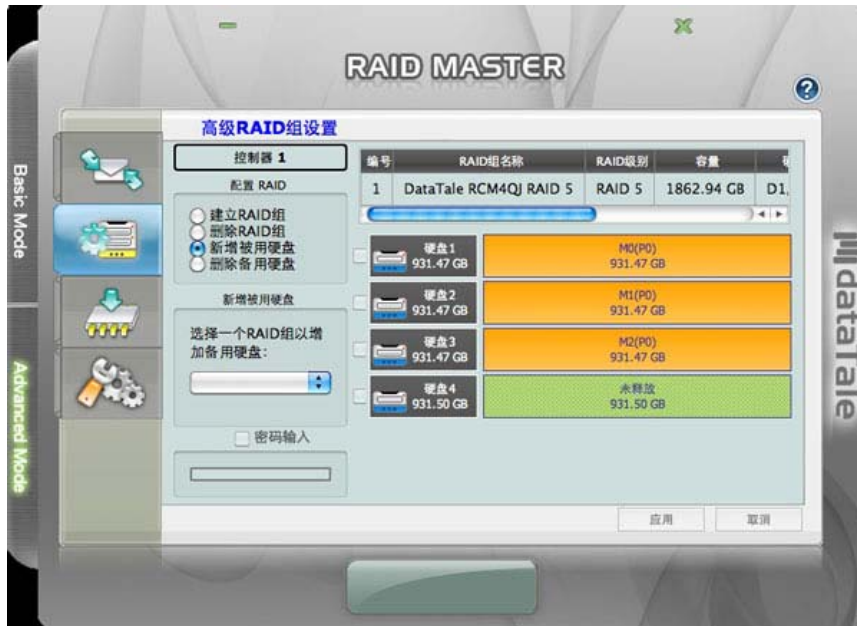 RAID MASTER
?
Basic Mode
Advanced Mode
高级RAID组设置
控制器 1
配置 RAID
建立RAID组
删除RAID组
新增被用硬盘
删除备用硬盘
新增被用硬盘
选择一个RAID组以增
加备用硬盘：
密码输入
编号 RAID组名称 RAID级别 容量
1 DataTale RCM4QJ RAID 5 RAID 5 1862.94 GB D1,
硬盘1
931.47 GB
M0(P0)
931.47 GB
硬盘2
931.47 GB
M1(P0)
931.47 GB
硬盘3
931.47 GB
M2(P0)
931.47 GB
硬盘4
931.50 GB
未释放
931.50 GB
应用
取消
dataTale